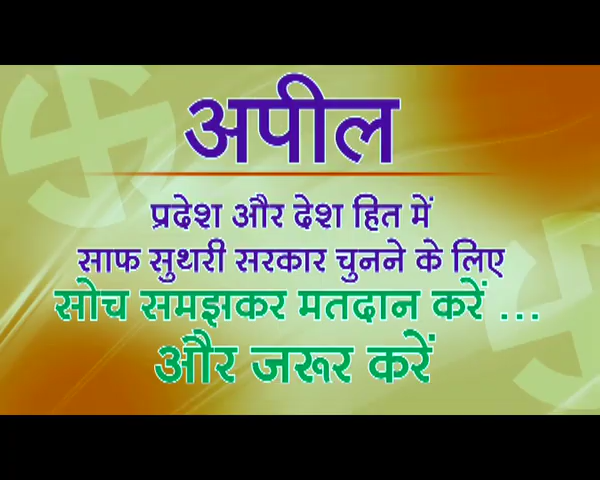 अपील
प्रदेश और देश हित में
साफ सुथरी सरकार चुनने के लिए
सोच समझकर मतदान करें ...
और जरूर करें